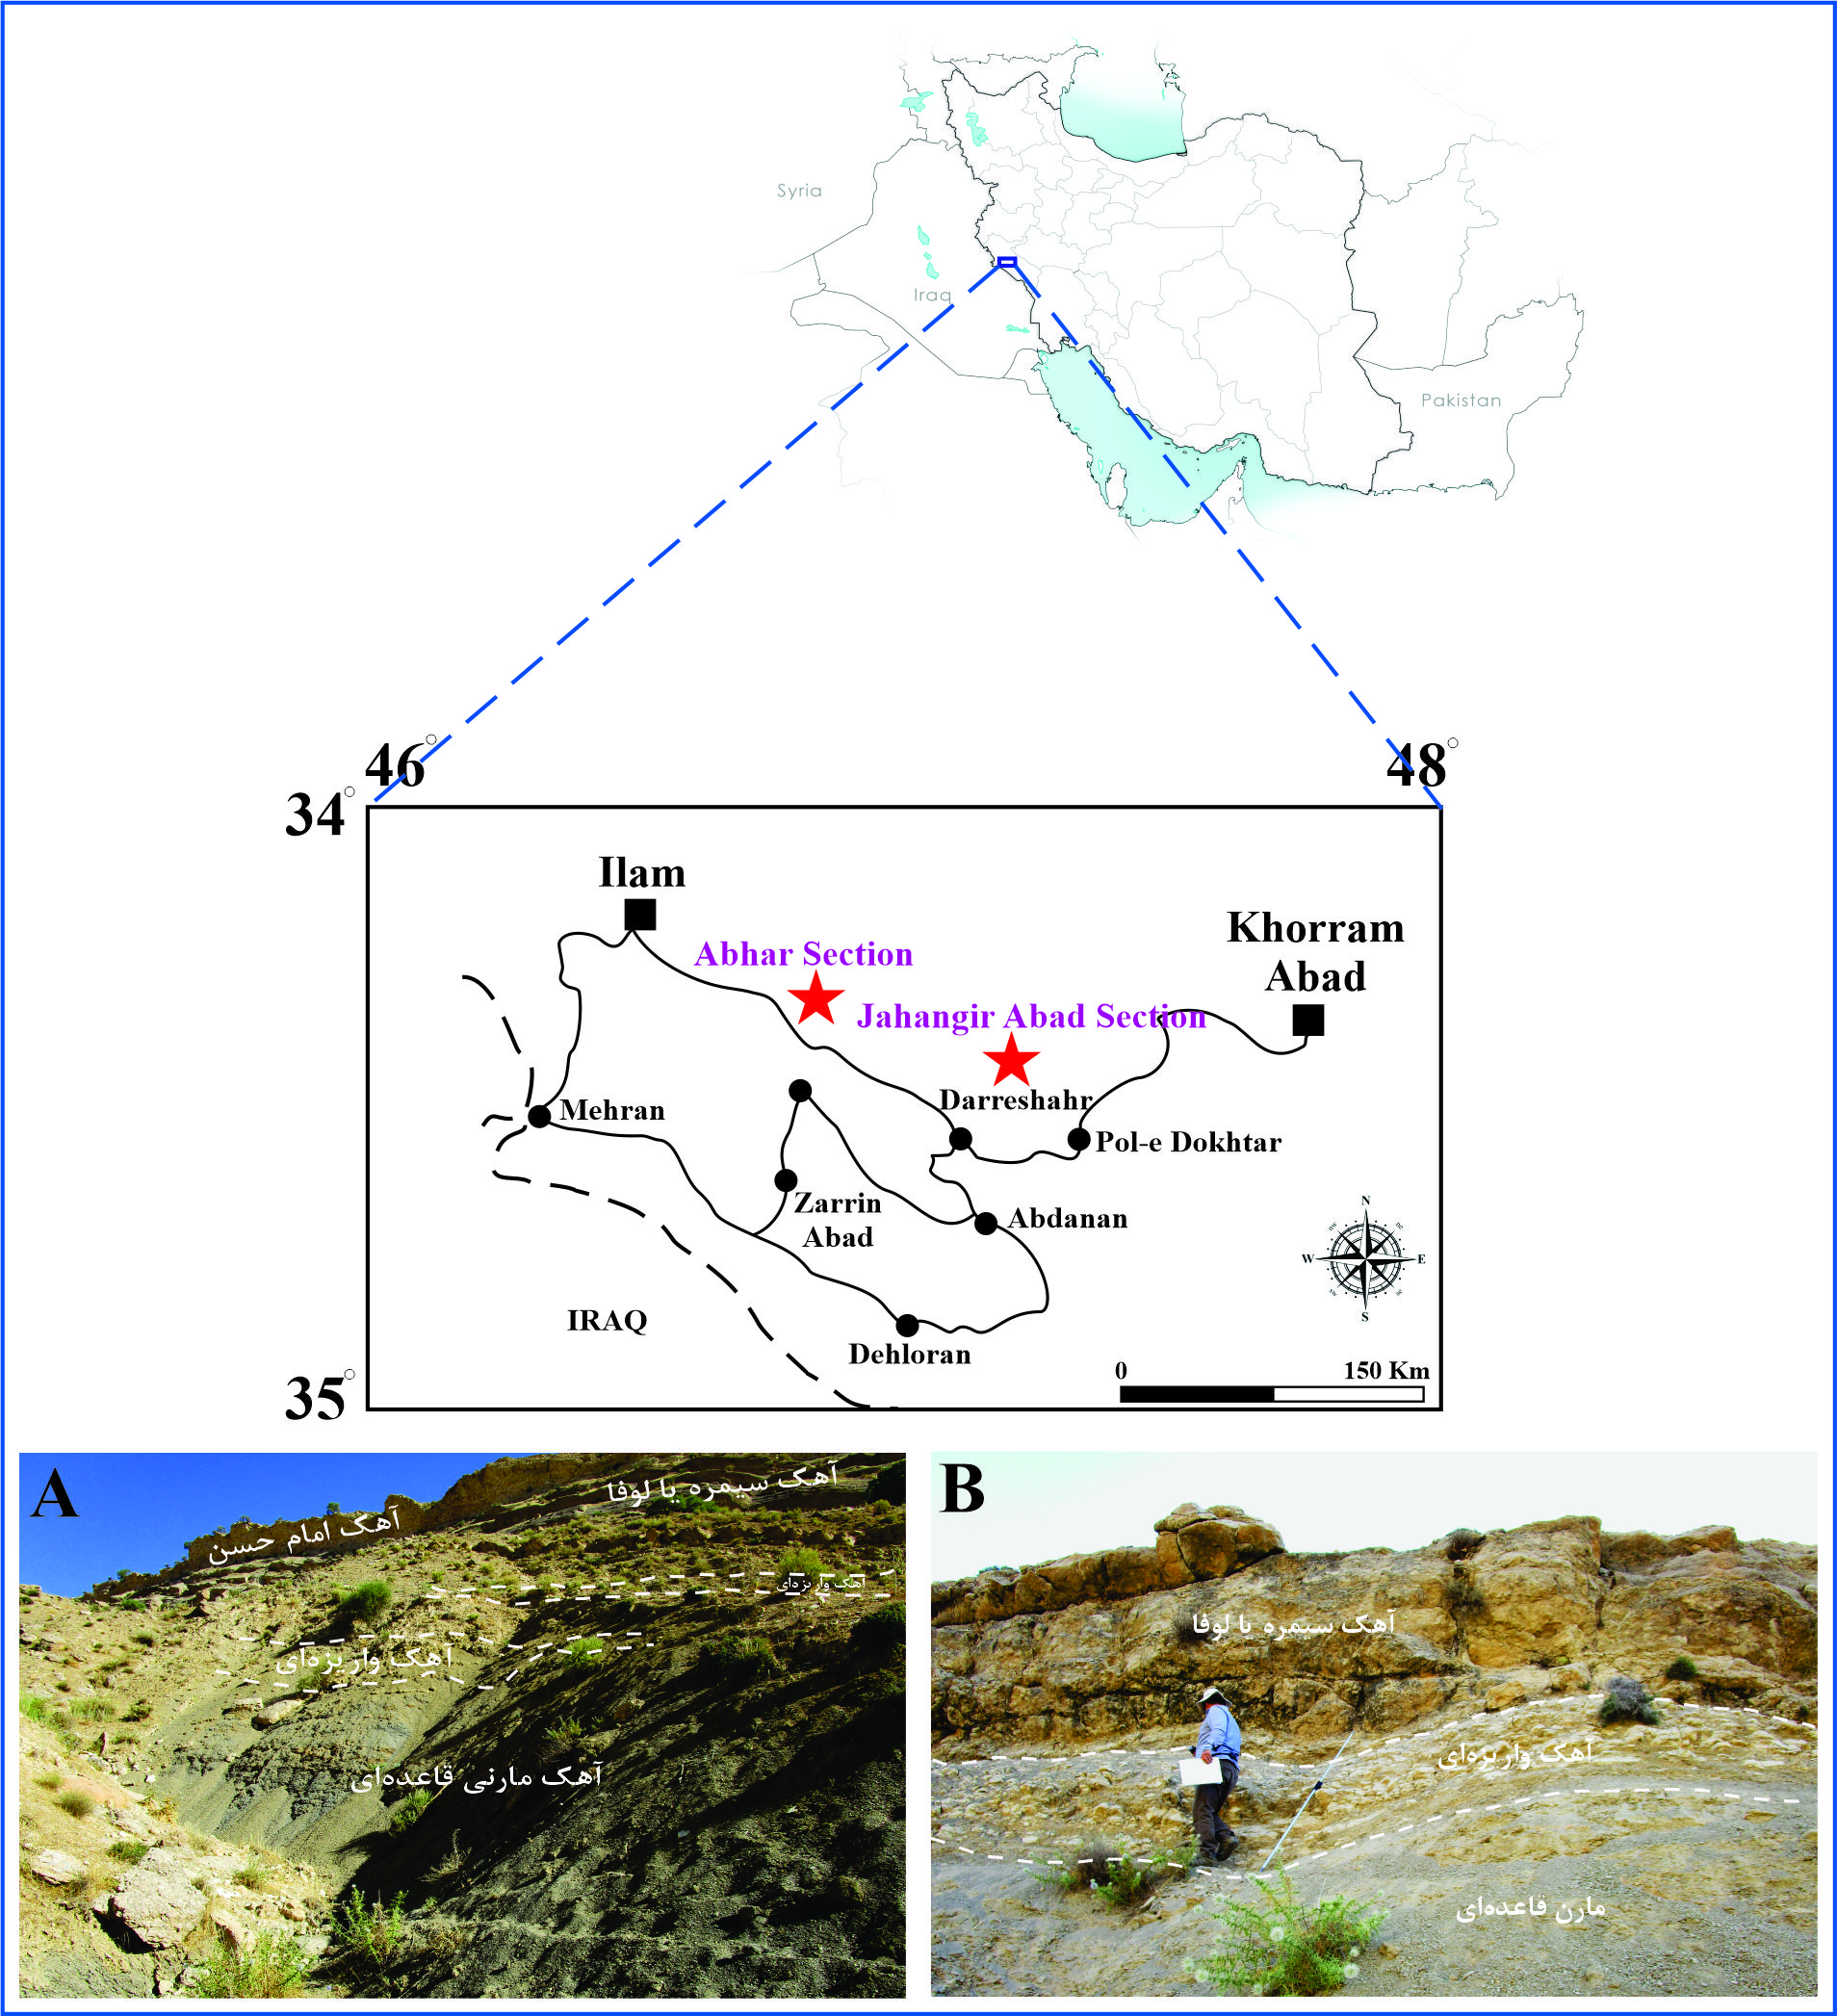 Syria
Iraq
Pakistan
46°
48°
34°
Ilam
Khorram
Abad
Abhar Section
Jahangir Abad Section
Darreshahr
Mehran
Pol-e Dokhtar
Zarrin
Abad
Abdanan
N
W
E
S
IRAQ
Dehloran
0
150 Km
35°
A
آهک سیمره یا لوفا
آهک امام حسن
آهک واریزه‌ای
آهک واریزه‌ای
آهک مارنی قاعده‌ای
B
آهک سیمره یا لوفا
آهک واریزه‌ای
مارن قاعده‌ای